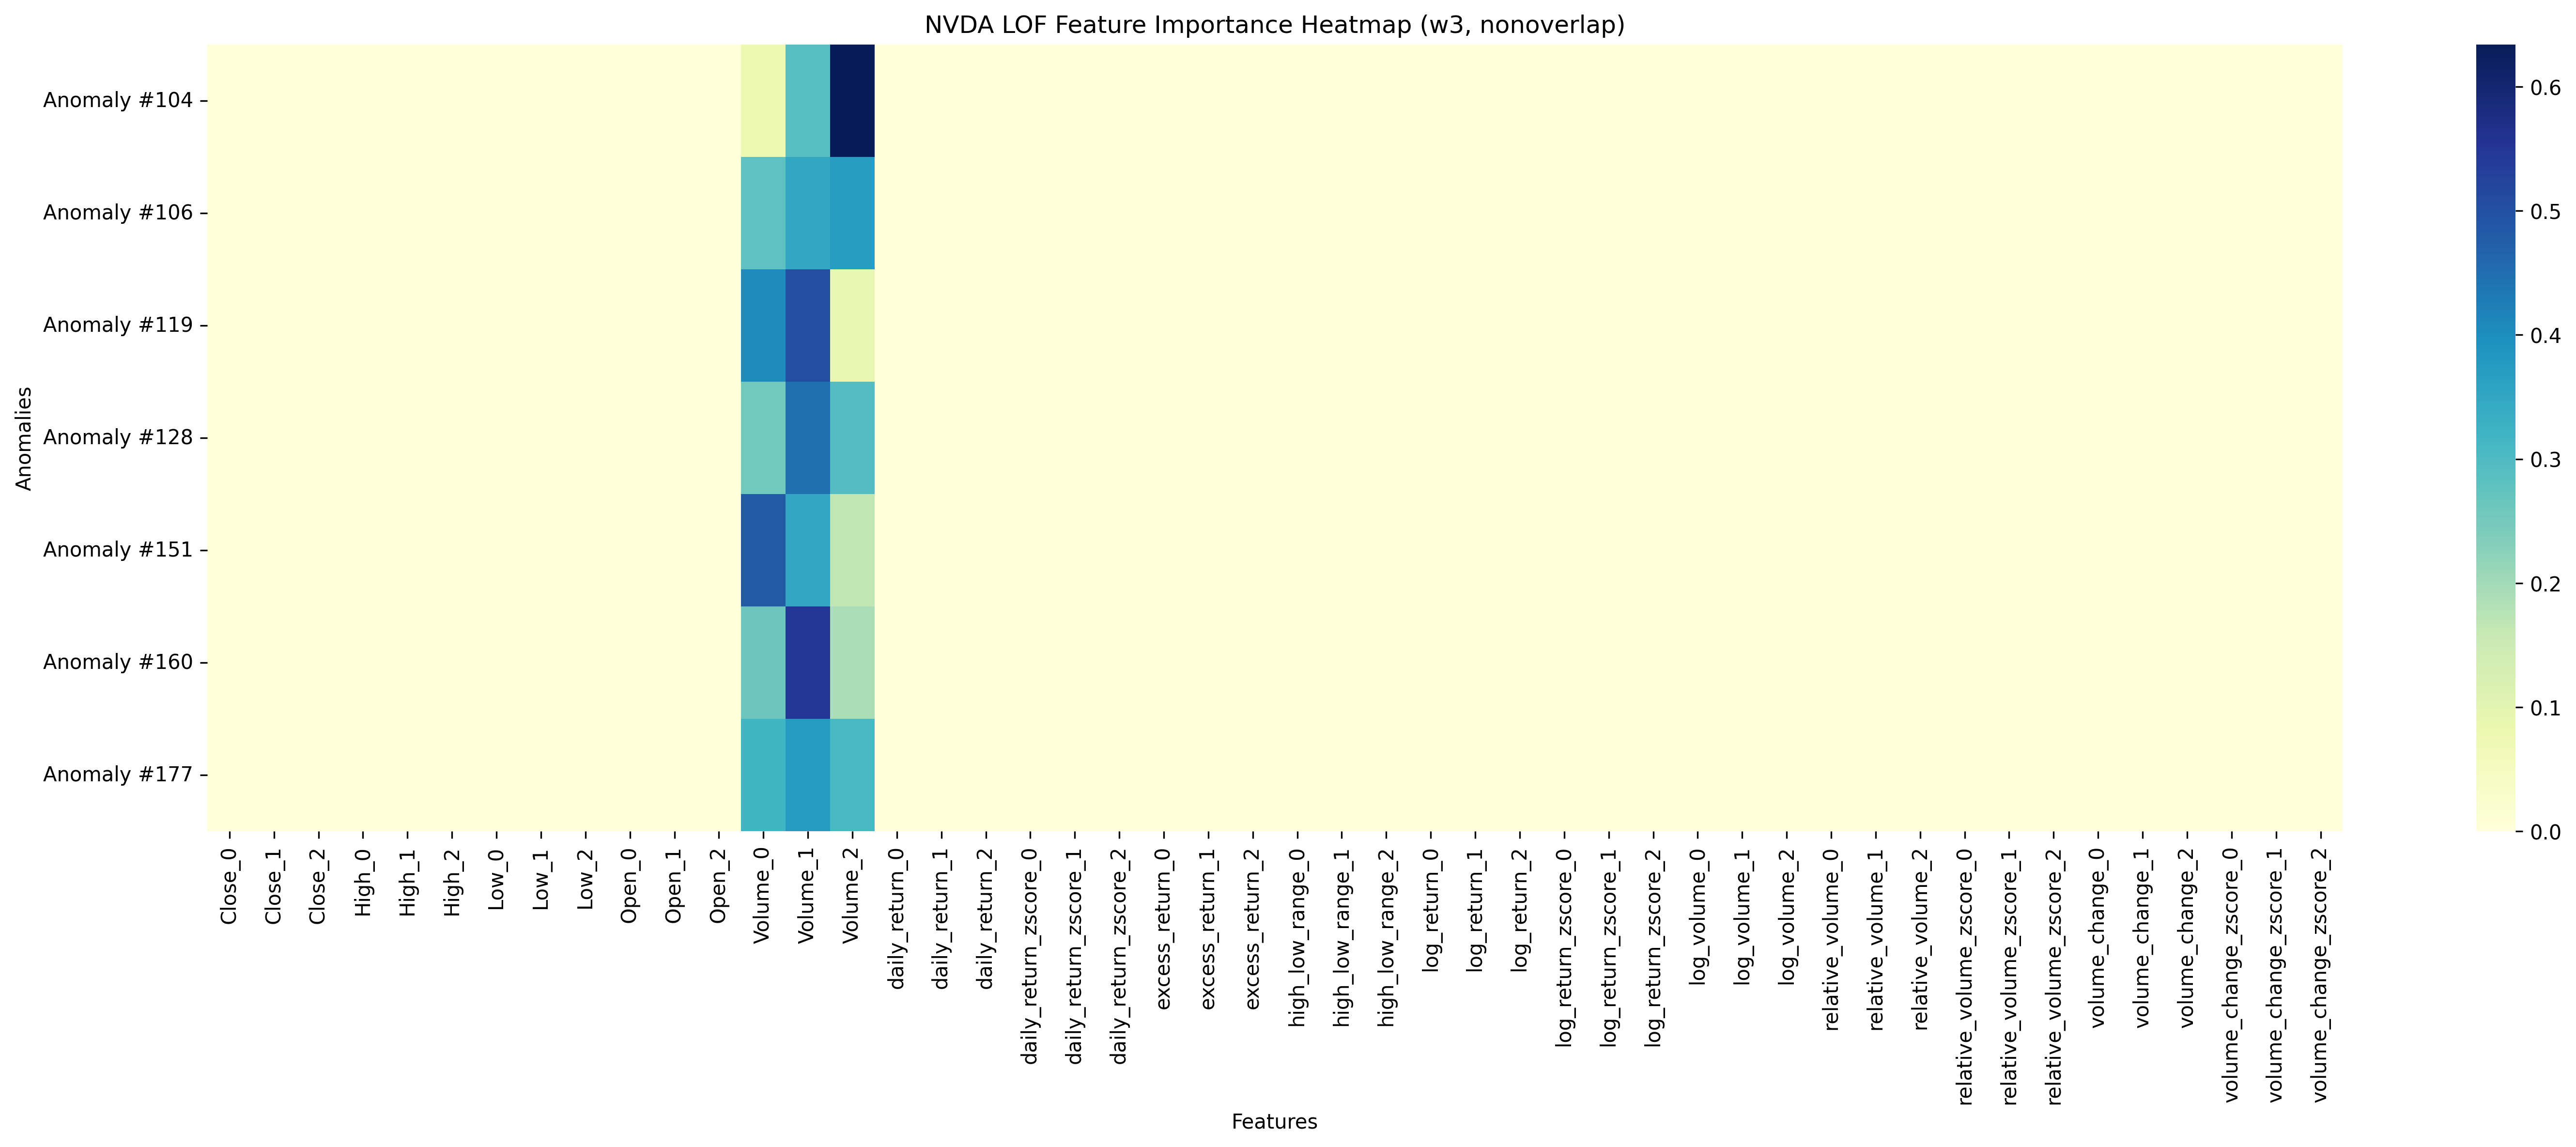 NVDA LOF Feature Importance Heatmap (w3, nonoverlap)
Anomalies
Anomaly #104
Anomaly #106
Anomaly #119
Anomaly #128
Anomaly #151
Anomaly #160
Anomaly #177
0.6
0.5
0.4
0.3
0.2
0.1
0.0
Close_0
Close_1
Close_2
High_0
High_1
High_2
Low_0
Low_1
Low_2
Open_0
Open_1
Open_2
Volume_0
Volume_1
Volume_2
daily_return_0
daily_return_1
daily_return_2
daily_return_zscore_0
daily_return_zscore_1
daily_return_zscore_2
excess_return_0
excess_return_1
excess_return_2
high_low_range_0
high_low_range_1
high_low_range_2
log_return_0
log_return_1
log_return_2
log_return_zscore_0
log_return_zscore_1
log_return_zscore_2
log_volume_0
log_volume_1
log_volume_2
relative_volume_0
relative_volume_1
relative_volume_2
relative_volume_zscore_0
relative_volume_zscore_1
relative_volume_zscore_2
volume_change_0
volume_change_1
volume_change_2
volume_change_zscore_0
volume_change_zscore_1
volume_change_zscore_2
Features